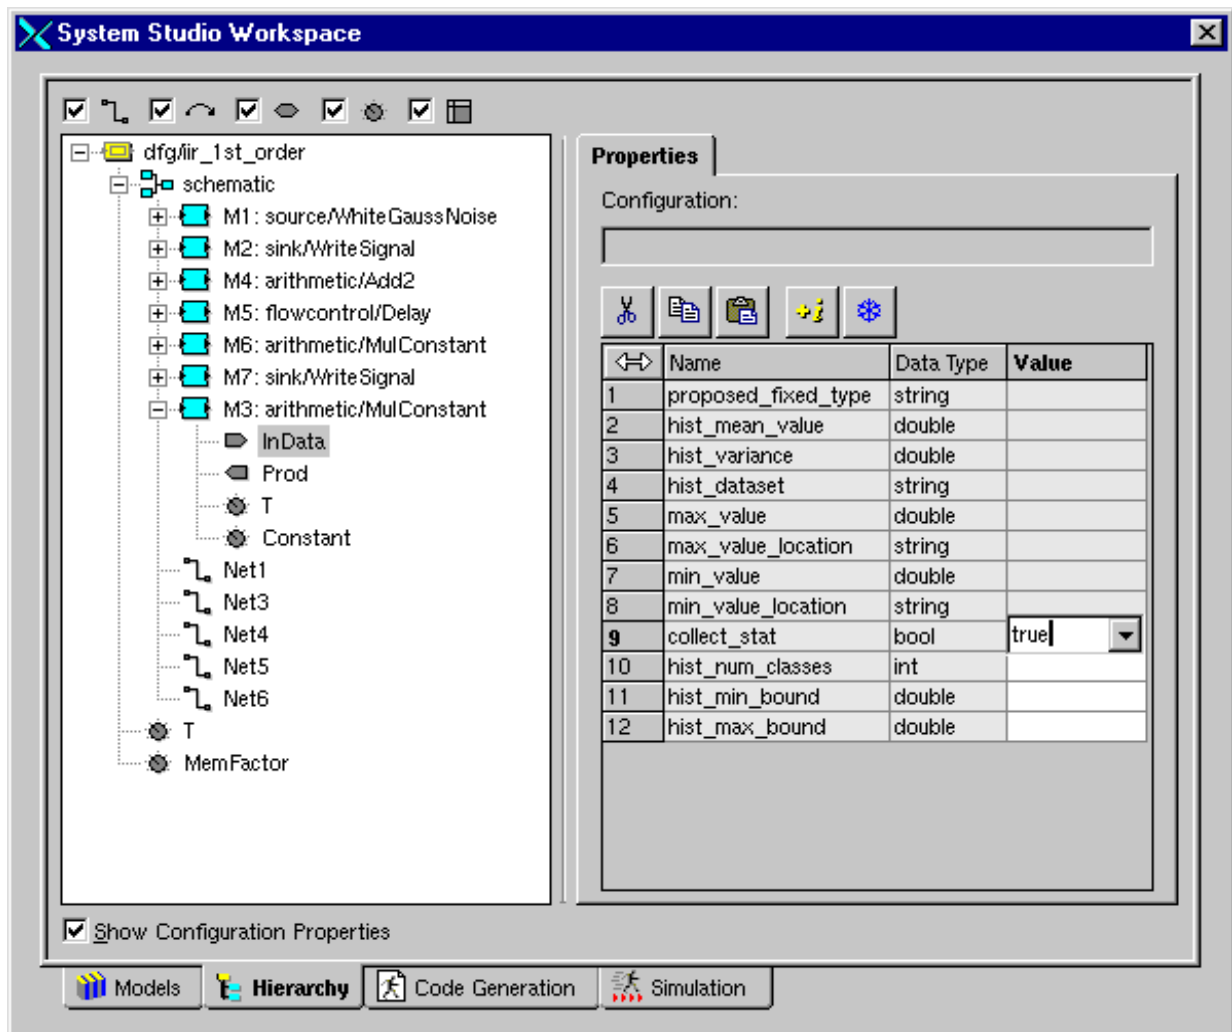 System Studio Workspace
dfg/iir_1st_order
schematic
M1: source/WhiteGaussNoise
M2: sink/WriteSignal
M4: arithmetic/Add2
M5: flowcontrol/Delay
M6: arithmetic/MulConstant
M7: sink/WriteSignal
M3: arithmetic/MulConstant
InData
Prod
T
Constant
Net1
Net3
Net4
Net5
Net6
T
MemFactor
Properties
Configuration:
Name Data Type Value
1 proposed_fixed_type string
2 hist_mean_value double
3 hist_variance double
4 hist_dataset string
5 max_value double
6 max_value_location string
7 min_value double
8 min_value_location string
9 collect_stat bool true
10 hist_num_classes int
11 hist_min_bound double
12 hist_max_bound double
Show Configuration Properties
Models Hierarchy Code Generation Simulation